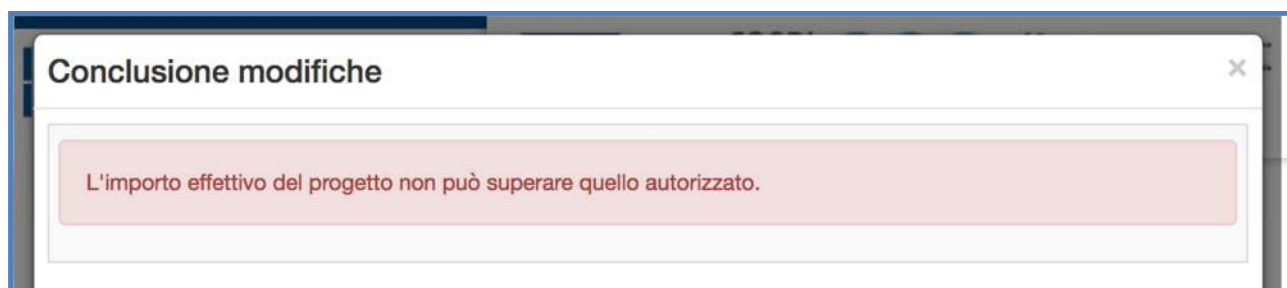 Conclusione modifiche ×
L'importo effettivo del progetto non può superare quello autorizzato.